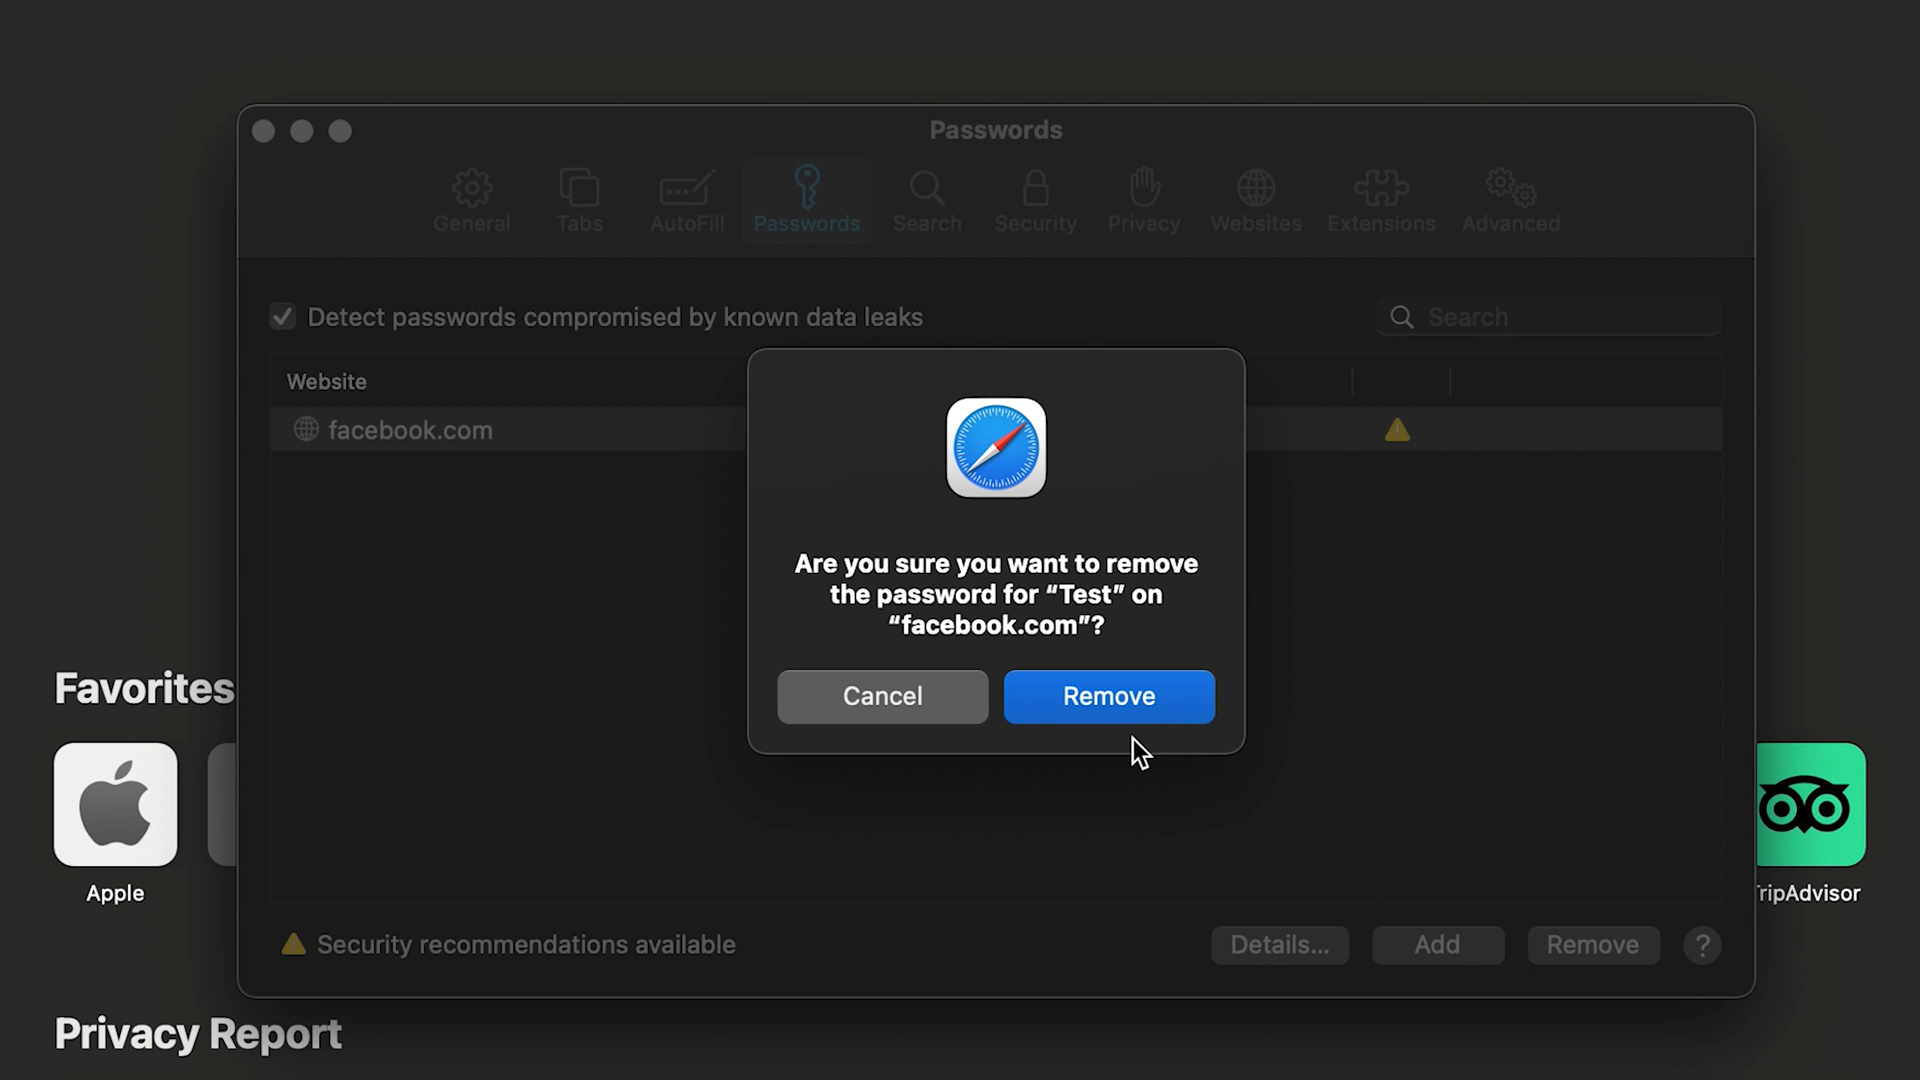 Passwords
General
Tabs
AutoFill
Passwords
Search
Security
Privacy
Websites
Extensions
Advanced
Detect passwords compromised by known data leaks
Search
Website
facebook.com
Are you sure you want to remove
the password for “Test” on
“facebook.com”?
Cancel
Remove
Favorites
Apple
TripAdvisor
Security recommendations available
Details...
Add
Remove
?
Privacy Report